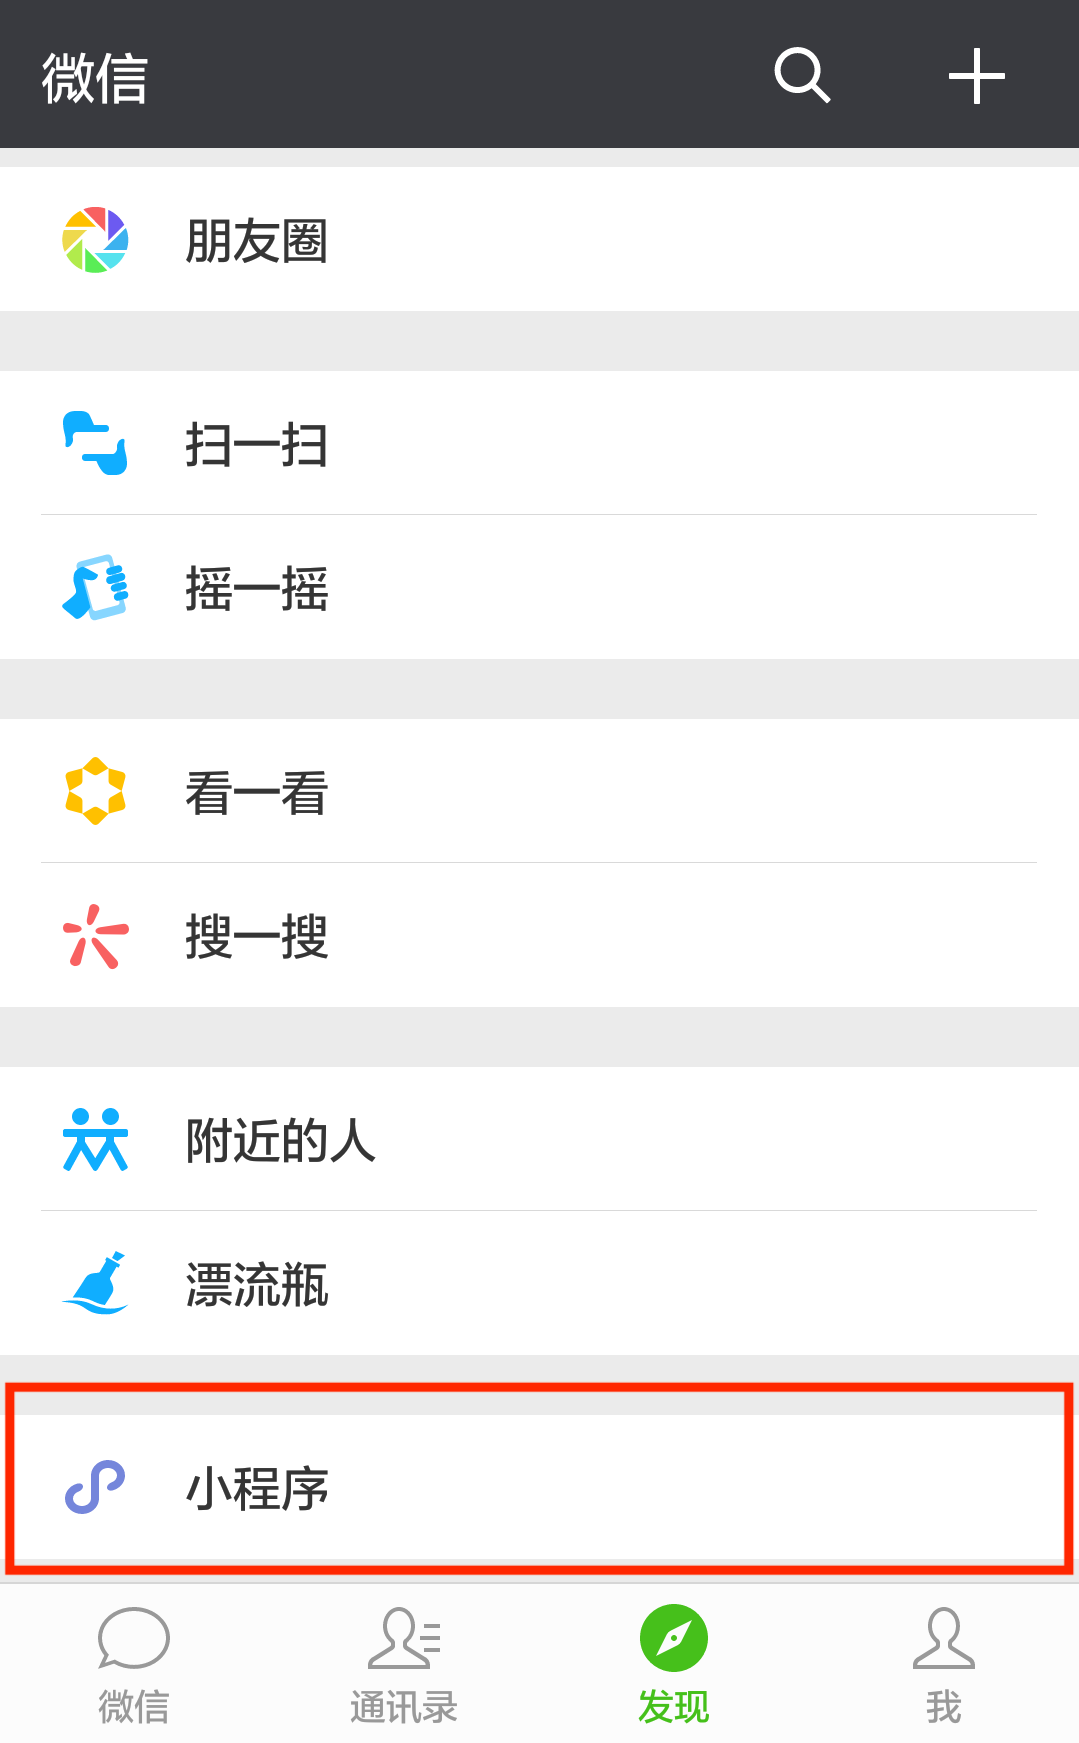 微信
朋友圈
扫一扫
摇一摇
看一看
搜一搜
附近的人
漂流瓶
小程序
微信
通讯录
发现
我